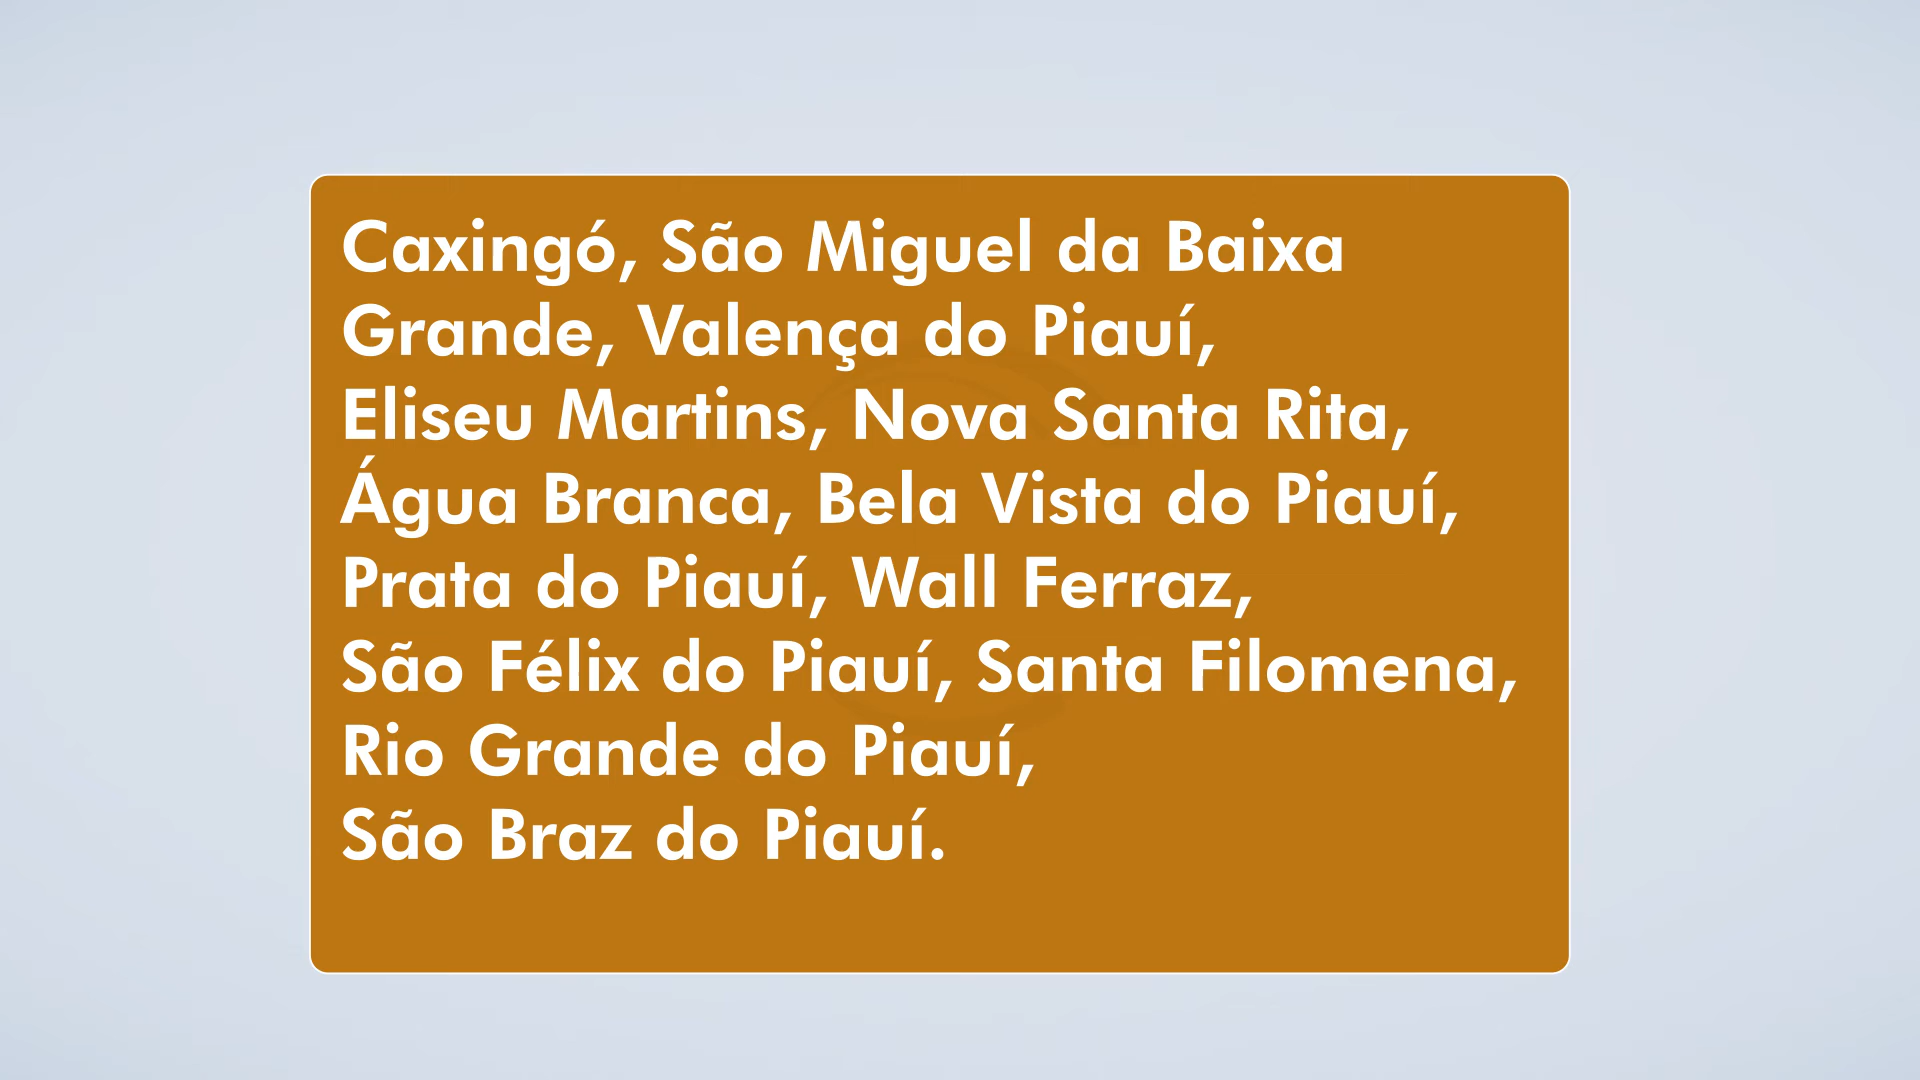 Caxingó, São Miguel da Baixa
Grande, Valença do Piauí,
Eliseu Martins, Nova Santa Rita,
Água Branca, Bela Vista do Piauí,
Prata do Piauí, Wall Ferraz,
São Félix do Piauí, Santa Filomena,
Rio Grande do Piauí,
São Braz do Piauí.